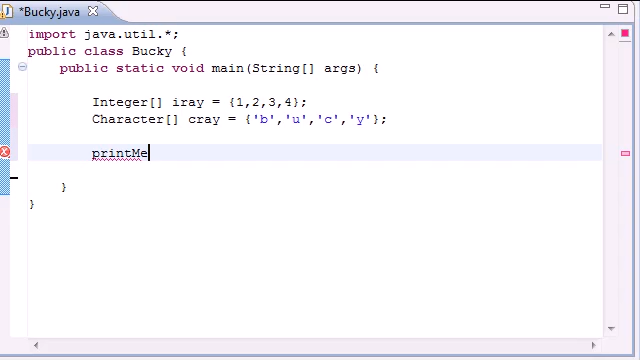 *Bucky.java
import java.util.*;
public class Bucky {
public static void main(String[] args) {
Integer[] iray = {1,2,3,4};
Character[] cray = {'b','u','c','y'};
printMe
}
}